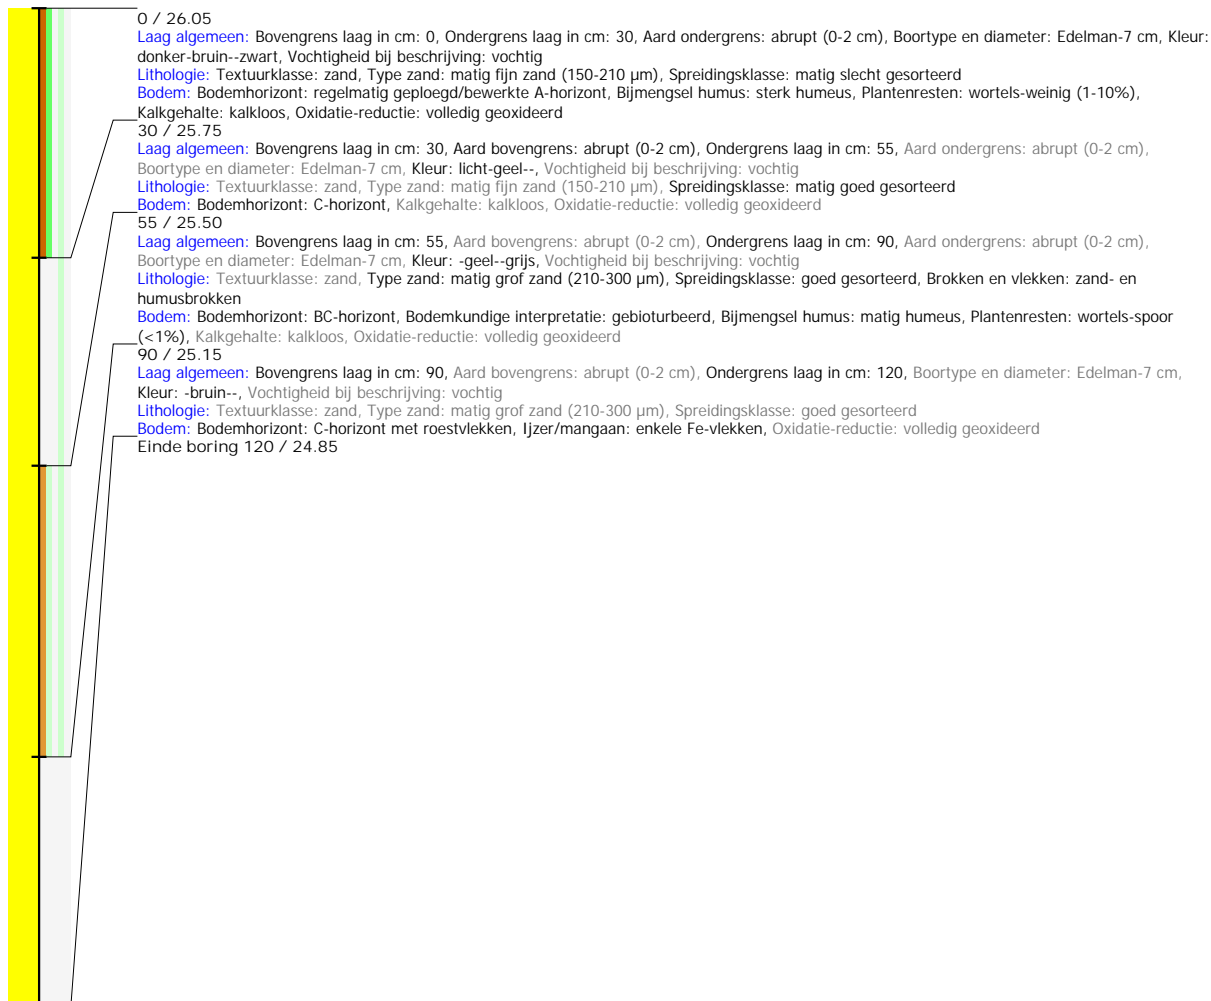 0 / 26.05
Laag algemeen: Bovengrens laag in cm: 0, Ondergrens laag in cm: 30, Aard ondergrens: abrupt (0-2 cm), Boortype en diameter: Edelman-7 cm, Kleur:
donker-bruin--zwart, Vochtigheid bij beschrijving: vochtig
Lithologie: Textuurklasse: zand, Type zand: matig fijn zand (150-210 µm), Spreidingsklasse: matig slecht gesorteerd
Bodem: Bodemhorizont: regelmatig geploegd/bewerkte A-horizont, Bijmengsel humus: sterk humeus, Plantenresten: wortels-weinig (1-10%),
Kalkgehalte: kalkloos, Oxidatie-reductie: volledig geoxideerd
30 / 25.75
Laag algemeen: Bovengrens laag in cm: 30, Aard bovengrens: abrupt (0-2 cm), Ondergrens laag in cm: 55, Aard ondergrens: abrupt (0-2 cm),
Boortype en diameter: Edelman-7 cm, Kleur: licht-geel--, Vochtigheid bij beschrijving: vochtig
Lithologie: Textuurklasse: zand, Type zand: matig fijn zand (150-210 µm), Spreidingsklasse: matig goed gesorteerd
Bodem: Bodemhorizont: C-horizont, Kalkgehalte: kalkloos, Oxidatie-reductie: volledig geoxideerd
55 / 25.50
Laag algemeen: Bovengrens laag in cm: 55, Aard bovengrens: abrupt (0-2 cm), Ondergrens laag in cm: 90, Aard ondergrens: abrupt (0-2 cm),
Boortype en diameter: Edelman-7 cm, Kleur: -geel--grijs, Vochtigheid bij beschrijving: vochtig
Lithologie: Textuurklasse: zand, Type zand: matig grof zand (210-300 µm), Spreidingsklasse: goed gesorteerd, Brokken en vlekken: zand- en
humusbrokken
Bodem: Bodemhorizont: BC-horizont, Bodemkundige interpretatie: gebioturbeerd, Bijmengsel humus: matig humeus, Plantenresten: wortels-spoor
(<1%), Kalkgehalte: kalkloos, Oxidatie-reductie: volledig geoxideerd
90 / 25.15
Laag algemeen: Bovengrens laag in cm: 90, Aard bovengrens: abrupt (0-2 cm), Ondergrens laag in cm: 120, Boortype en diameter: Edelman-7 cm,
Kleur: -bruin--, Vochtigheid bij beschrijving: vochtig
Lithologie: Textuurklasse: zand, Type zand: matig grof zand (210-300 µm), Spreidingsklasse: goed gesorteerd
Bodem: Bodemhorizont: C-horizont met roestvlekken, Ijzer/mangaan: enkele Fe-vlekken, Oxidatie-reductie: volledig geoxideerd
Einde boring 120 / 24.85